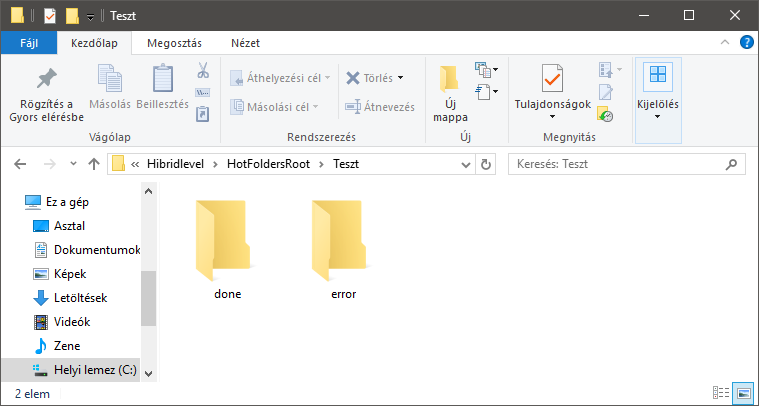 Teszt
Fájl Kezdőlap Megosztás Nézet
Rögzítés a
Gyors elérésbe
Másolás
Beillesztés
Vágólap
Áthelyezési cél
Másolási cél
Törlés
Átnevezés
Rendszerezés
Új
mappa
Új
Tulajdonságok
Megnyitás
Kijelölés
« Hibridlevel > HotFoldersRoot > Teszt
Keresés: Teszt
Ez a gép
Asztal
Dokumentumok
Képek
Letöltések
Videók
Zene
Helyi lemez (C:)
done
error
2 elem